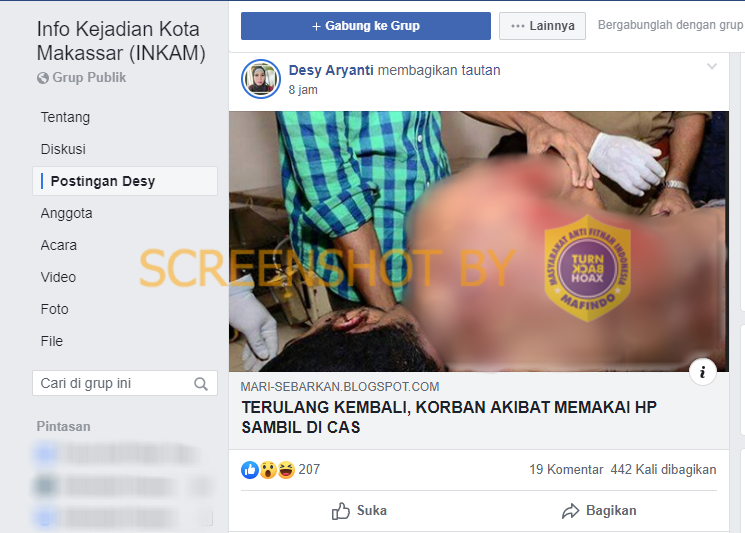 Info Kejadian Kota
Makassar (INKAM)
Grup Publik
Tentang
Diskusi
Postingan Desy
Anggota
Acara
Video
Foto
File
Cari di grup ini
Pintasan
+ Gabung ke Grup
••• Lainnya
Bergabunglah dengan grup
Desy Aryanti membagikan tautan
8 jam
SCREENSHOT BY
MASYARAKAT ANTI FITNAH INDONESIA
TURN
BACK
HOAX
MAFINDO
i
MARI-SEBARKAN.BLOGSPOT.COM
TERULANG KEMBALI, KORBAN AKIBAT MEMAKAI HP
SAMBIL DI CAS
207
19 Komentar 442 Kali dibagikan
Suka
Bagikan